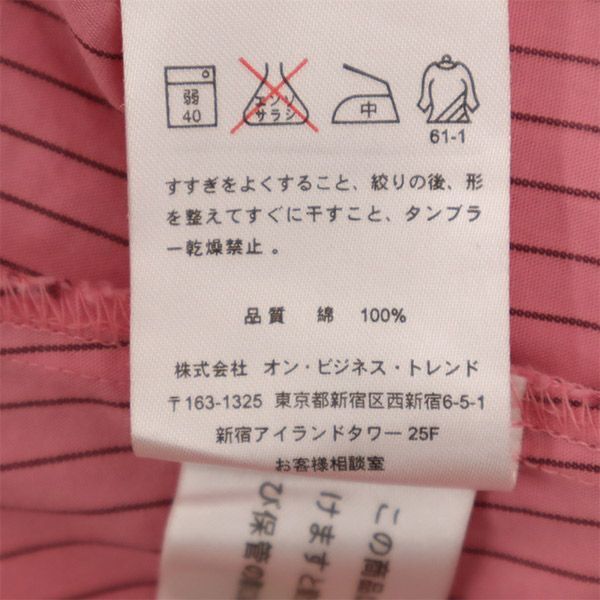 弱 エンソ 中
40 サラシ
61-1
すすぎをよくすること、絞りの後、形
を整えてすぐに干すこと、タンブラ
ー乾燥禁止。
品質 綿 100%
株式会社 オン・ビジネス・トレンド
〒163-1325 東京都新宿区西新宿6-5-1
新宿アイランドタワー 25F
お客様相談室
この商品
けますと
び保管の